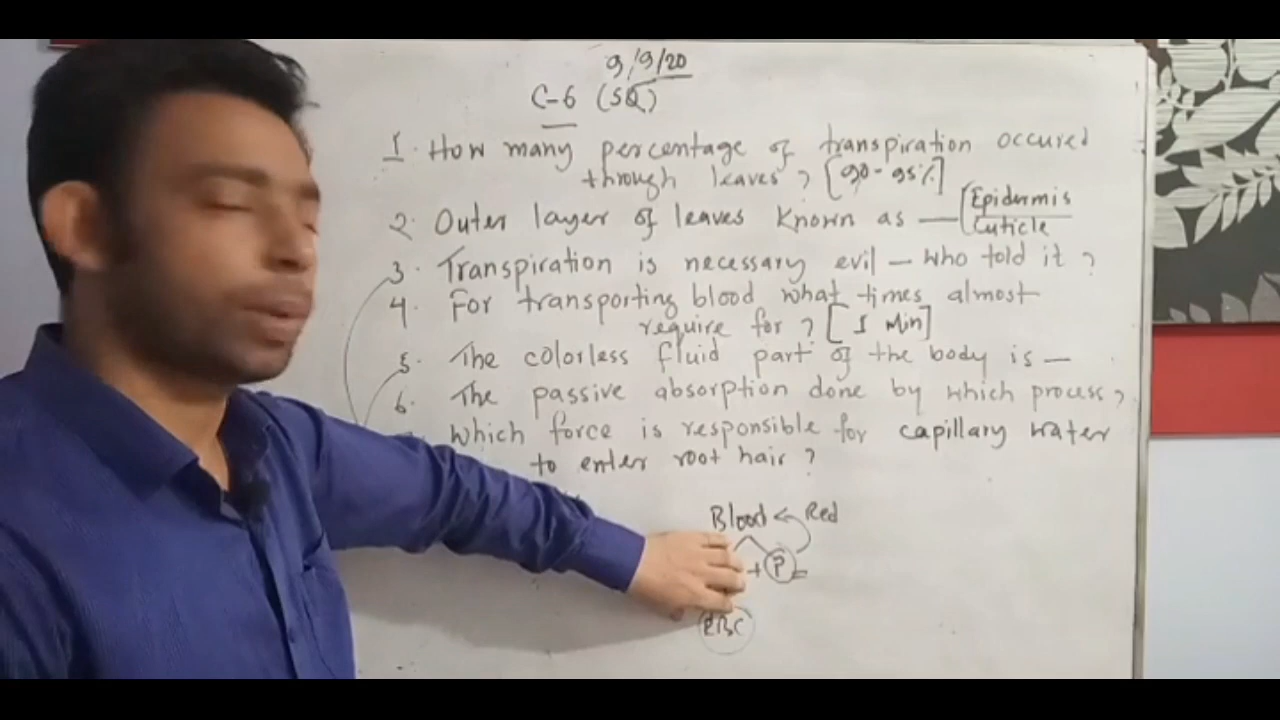 9/9/20
C-6 (SQ)
1. How many percentage of transpiration occured
through leaves ? [90-95%]
2. Outer layer of leaves Known as — [Epidermis
Cuticle
3. Transpiration is necessary evil — who told it ?
4. For transporting blood what times almost
require for ? [1 Min]
5. The colorless fluid part of the body is —
6. The passive absorption done by which process ?
which force is responsible for capillary water
to enter root hair ?
Blood ← Red
+ P
RBC